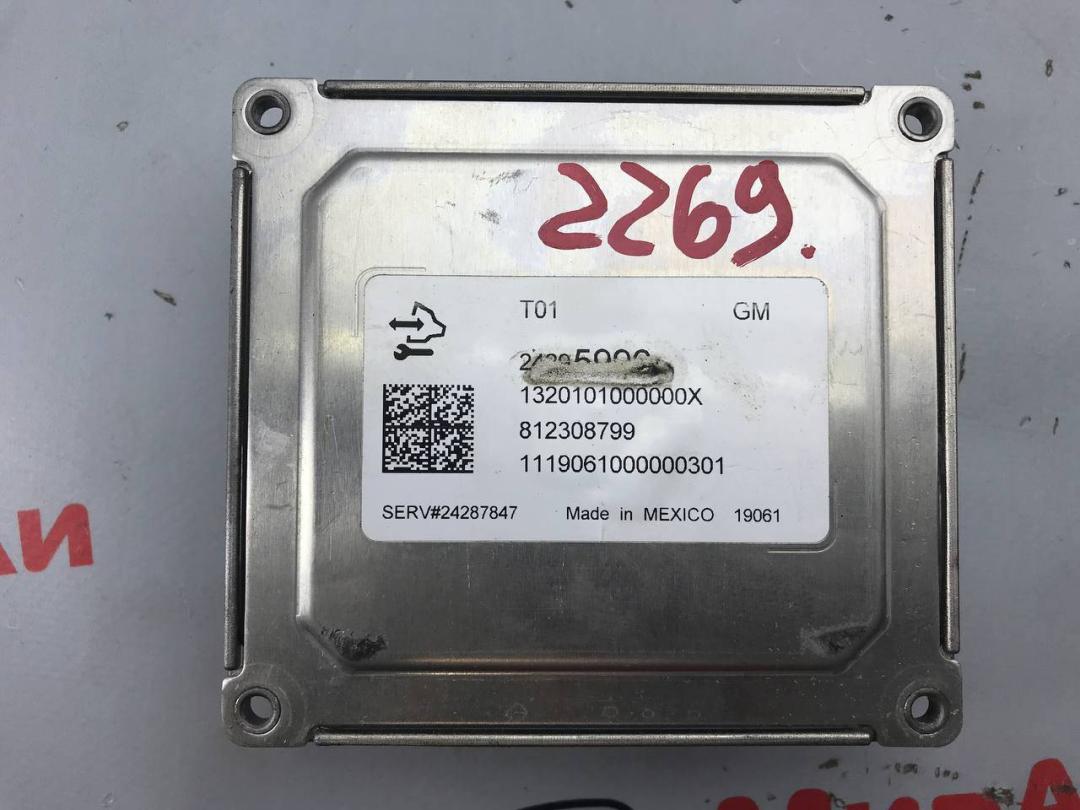 2269.
T01 GM
1320101000000X
812308799
1119061000000301
SERV#24287847 Made in MEXICO 19061